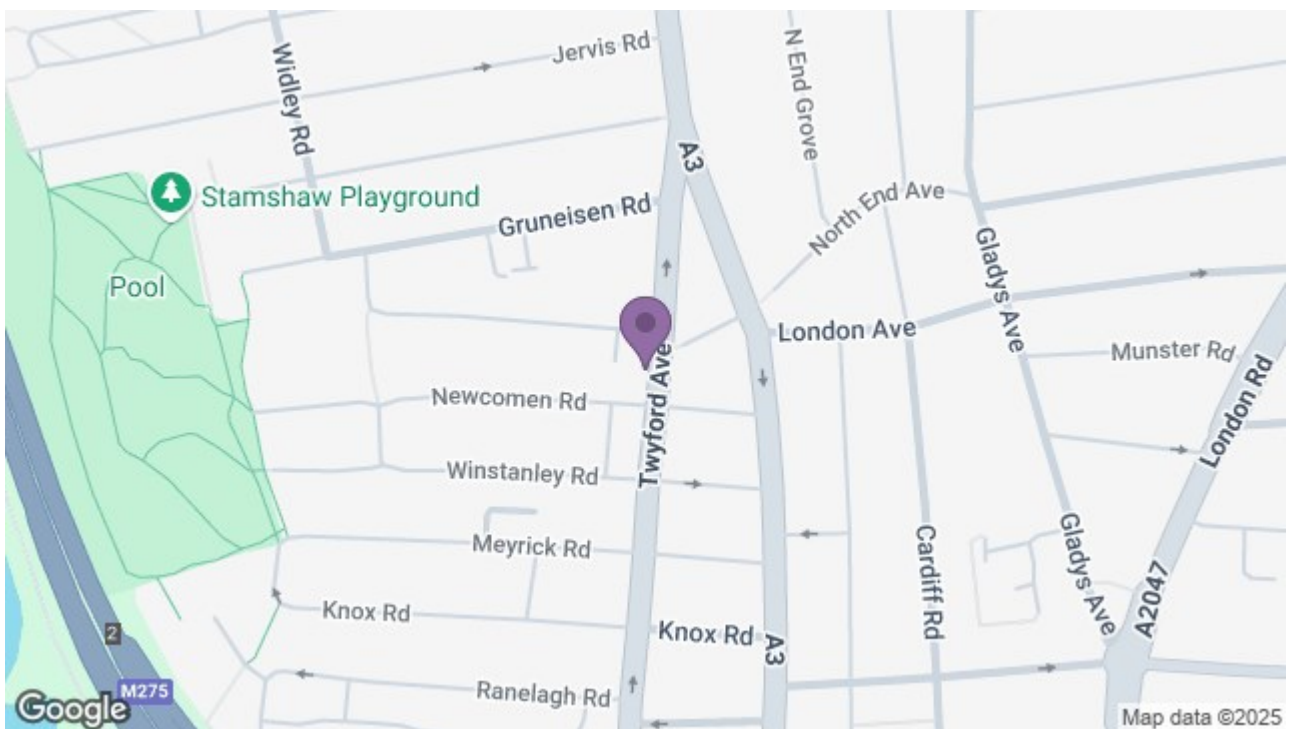 Jervis Rd
Widley Rd
N End Grove
A3
Stamshaw Playground
North End Ave
Gruneisen Rd
Gladys Ave
Pool
London Ave
Munster Rd
Twyford Ave
Newcomen Rd
London Rd
Winstanley Rd
Meyrick Rd
Cardiff Rd
Gladys Ave
A2047
Knox Rd
Knox Rd
A3
2
M275
Ranelagh Rd
Google
Map data ©2025